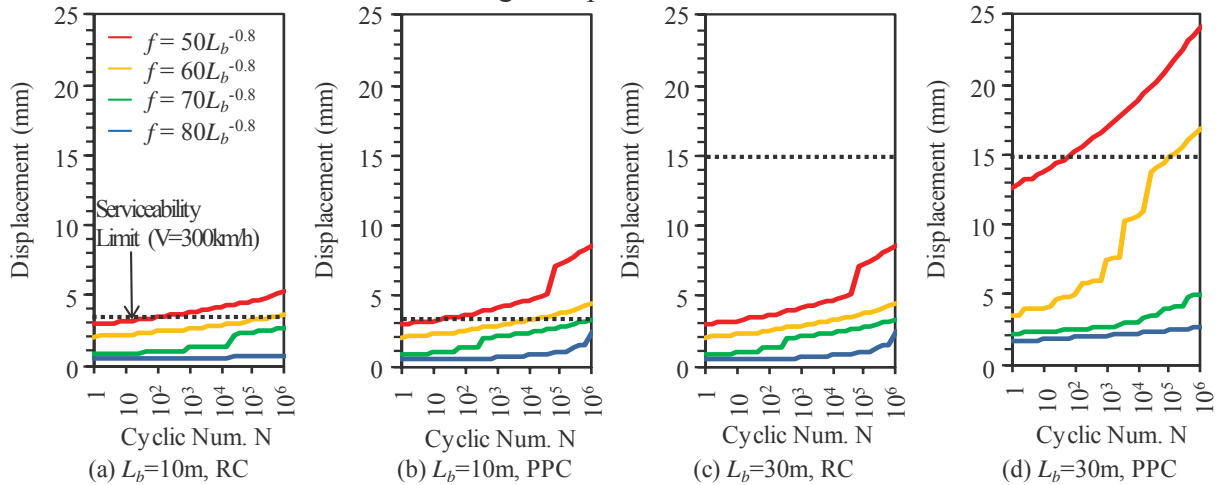 25
20
15
10
5
0
Displacement (mm)
f = 50L_b^-0.8
f = 60L_b^-0.8
f = 70L_b^-0.8
f = 80L_b^-0.8
Serviceability
Limit (V=300km/h)
1 10 10^2 10^3 10^4 10^5 10^6
Cyclic Num. N
(a) L_b=10m, RC
25
20
15
10
5
0
Displacement (mm)
1 10 10^2 10^3 10^4 10^5 10^6
Cyclic Num. N
(b) L_b=10m, PPC
25
20
15
10
5
0
Displacement (mm)
1 10 10^2 10^3 10^4 10^5 10^6
Cyclic Num. N
(c) L_b=30m, RC
25
20
15
10
5
0
Displacement (mm)
1 10 10^2 10^3 10^4 10^5 10^6
Cyclic Num. N
(d) L_b=30m, PPC